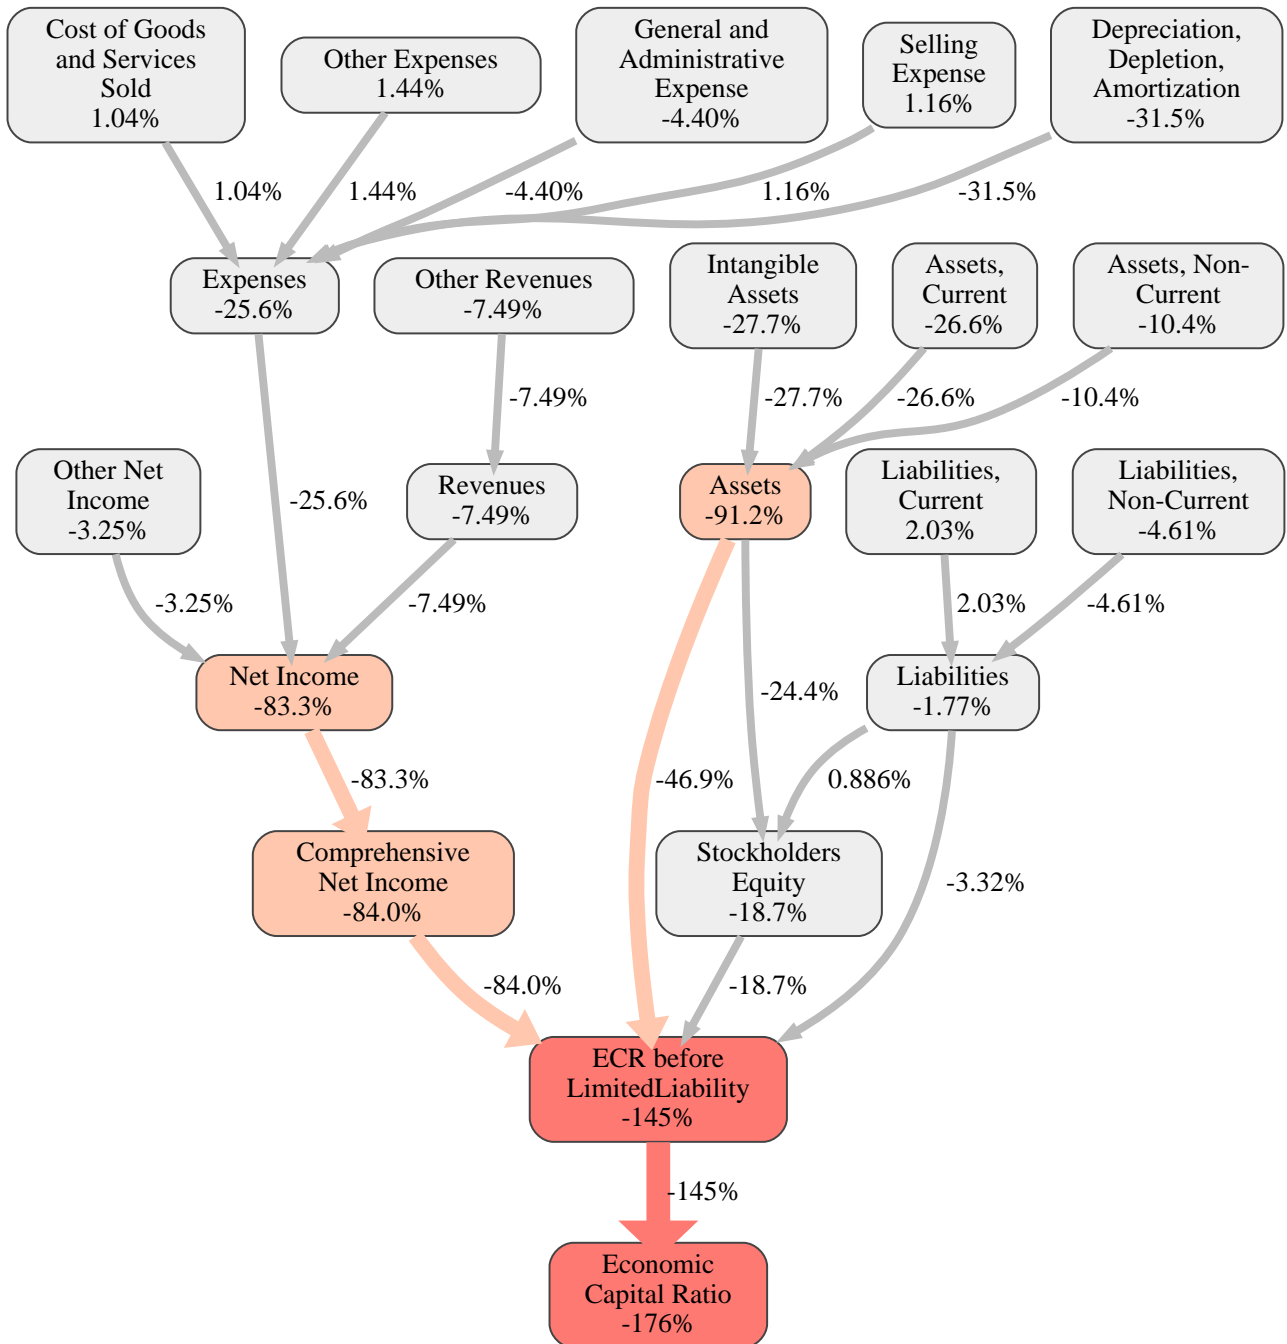 Cost of Goods
and Services
Sold
1.04%
Other Expenses
1.44%
General and
Administrative
Expense
-4.40%
Selling
Expense
1.16%
Depreciation,
Depletion,
Amortization
-31.5%
1.04%
1.44%
-4.40%
1.16%
-31.5%
Expenses
-25.6%
Other Revenues
-7.49%
Intangible
Assets
-27.7%
Assets,
Current
-26.6%
Assets, Non-
Current
-10.4%
-7.49%
-27.7%
-26.6%
-10.4%
Other Net
Income
-3.25%
-25.6%
Revenues
-7.49%
Assets
-91.2%
Liabilities,
Current
2.03%
Liabilities,
Non-Current
-4.61%
-3.25%
-7.49%
2.03%
-4.61%
Net Income
-83.3%
-24.4%
Liabilities
-1.77%
-83.3%
-46.9%
0.886%
Comprehensive
Net Income
-84.0%
Stockholders
Equity
-18.7%
-3.32%
-84.0%
-18.7%
ECR before
LimitedLiability
-145%
-145%
Economic
Capital Ratio
-176%